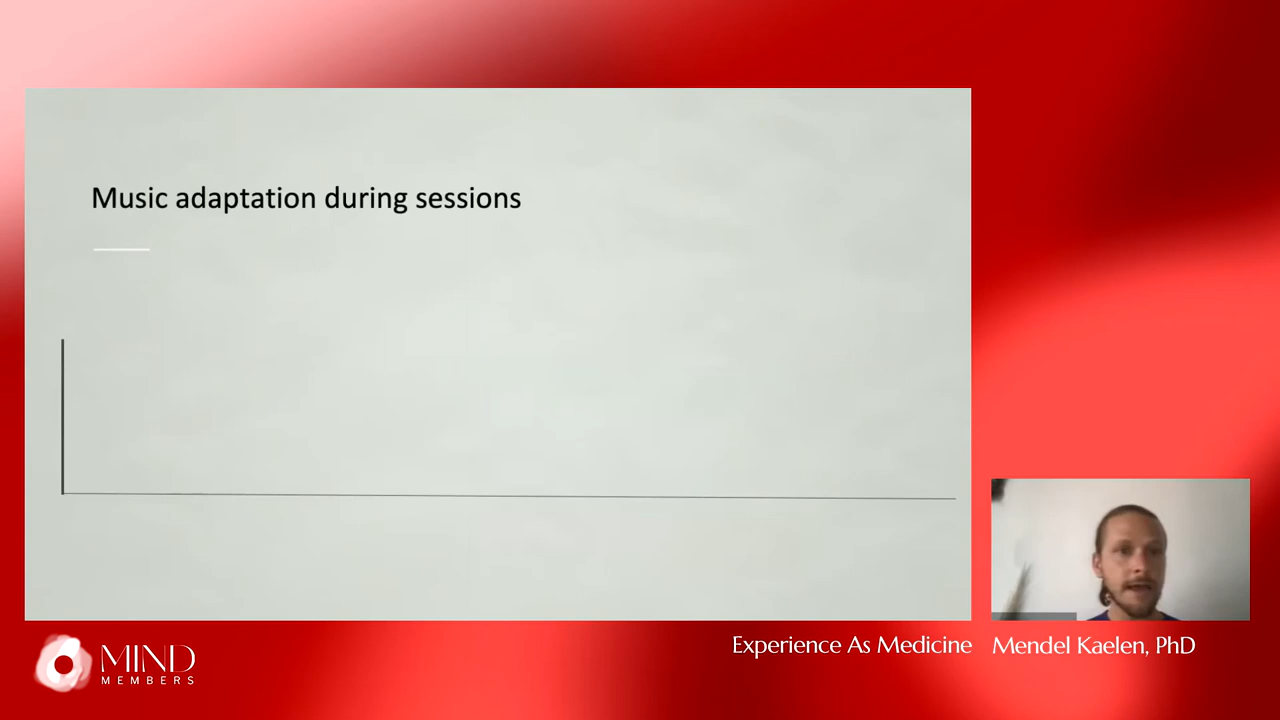 Music adaptation during sessions
Experience As Medicine
Mendel Kaelen, PhD
MIND
MEMBERS